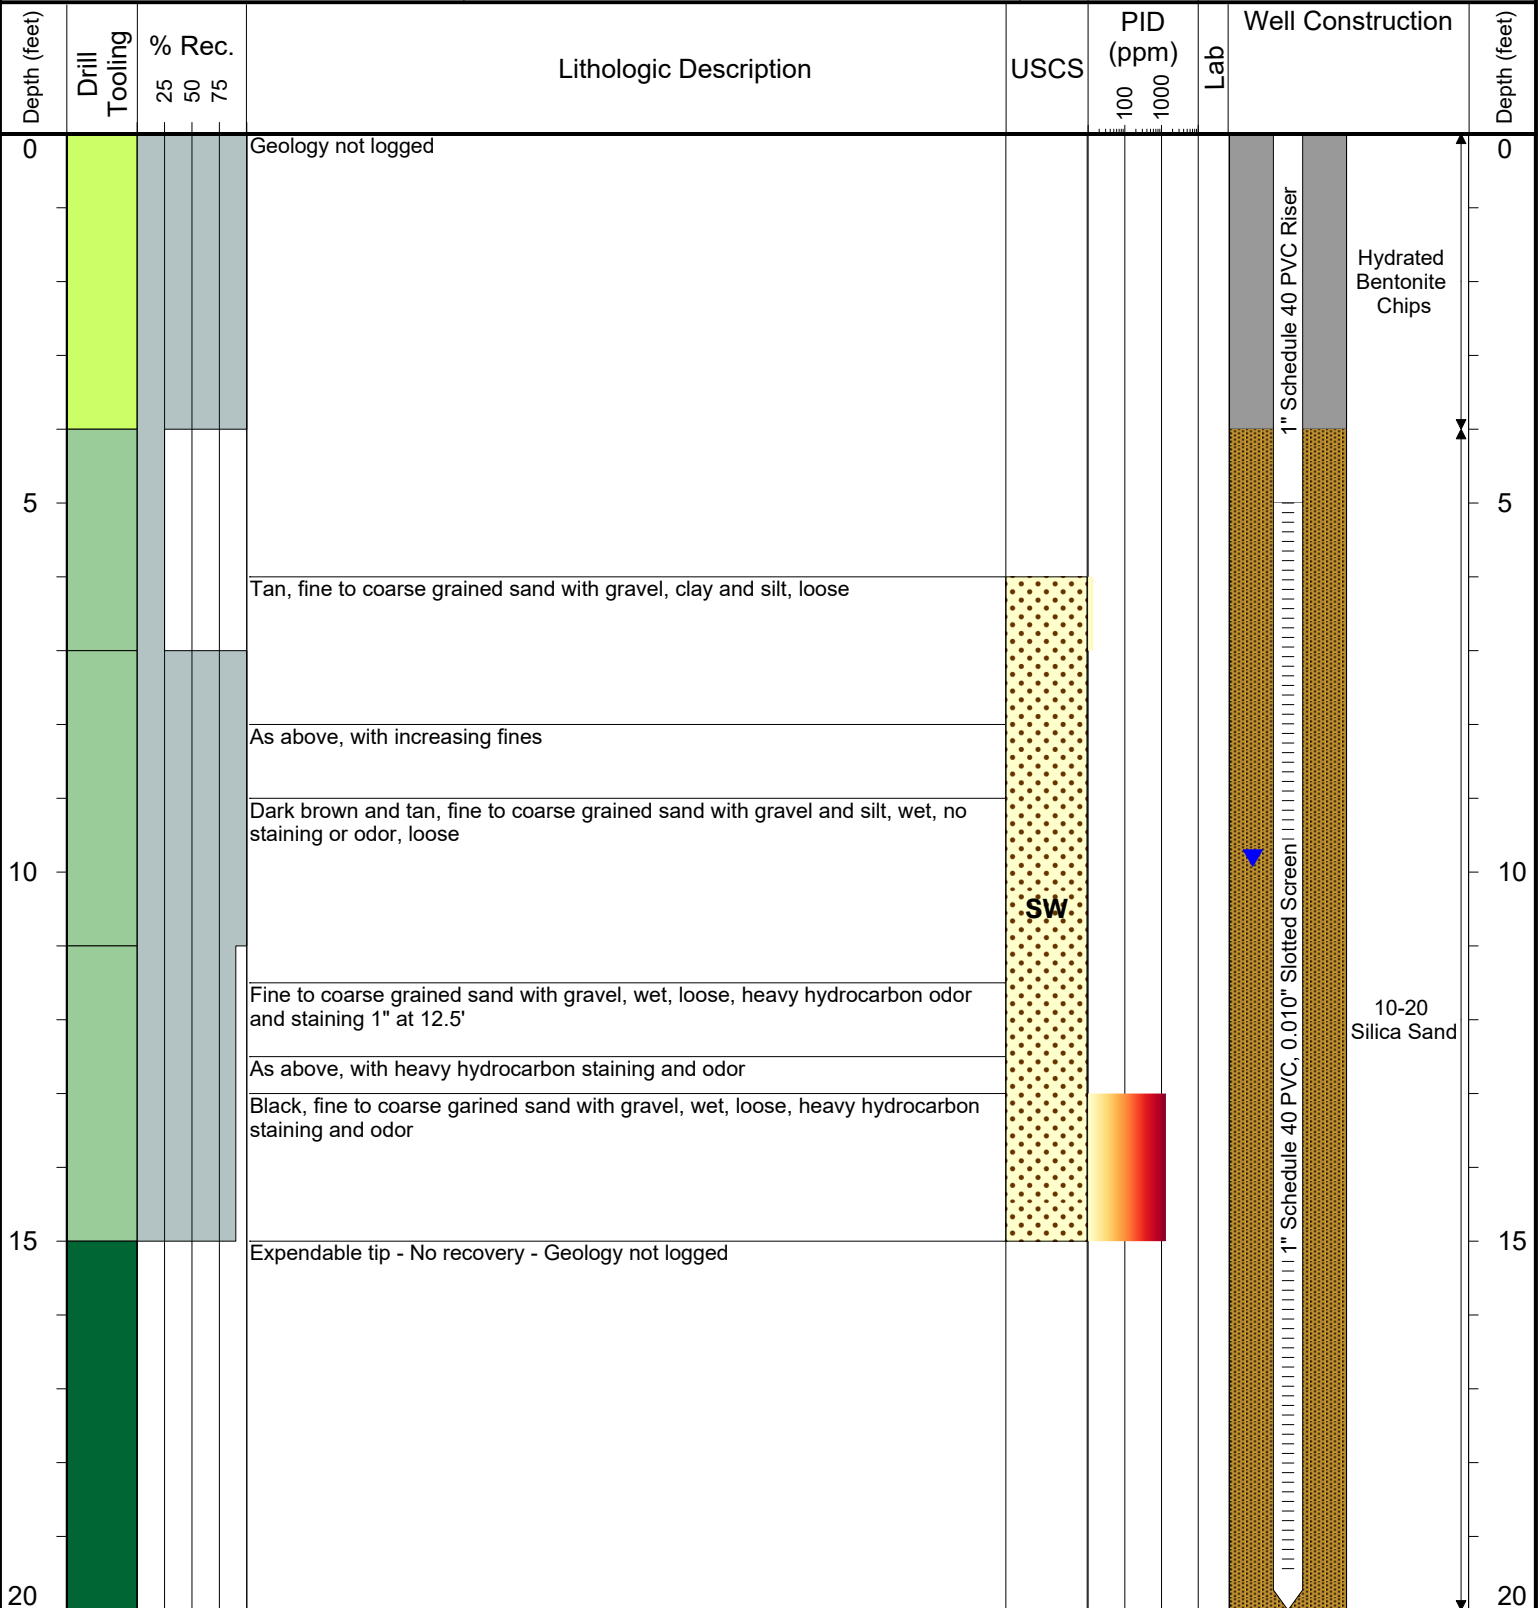 Depth (feet)
Drill
Tooling
% Rec.
25 50 75
Lithologic Description
USCS
PID
(ppm)
100 1000
Lab
Well Construction
Depth (feet)
0
Geology not logged
0
1" Schedule 40 PVC Riser
Hydrated
Bentonite
Chips
5
5
Tan, fine to coarse grained sand with gravel, clay and silt, loose
As above, with increasing fines
Dark brown and tan, fine to coarse grained sand with gravel and silt, wet, no
staining or odor, loose
10
10
SW
Fine to coarse grained sand with gravel, wet, loose, heavy hydrocarbon odor
and staining 1" at 12.5'
1" Schedule 40 PVC, 0.010" Slotted Screen
10-20
Silica Sand
As above, with heavy hydrocarbon staining and odor
Black, fine to coarse garined sand with gravel, wet, loose, heavy hydrocarbon
staining and odor
15
15
Expendable tip - No recovery - Geology not logged
20
20